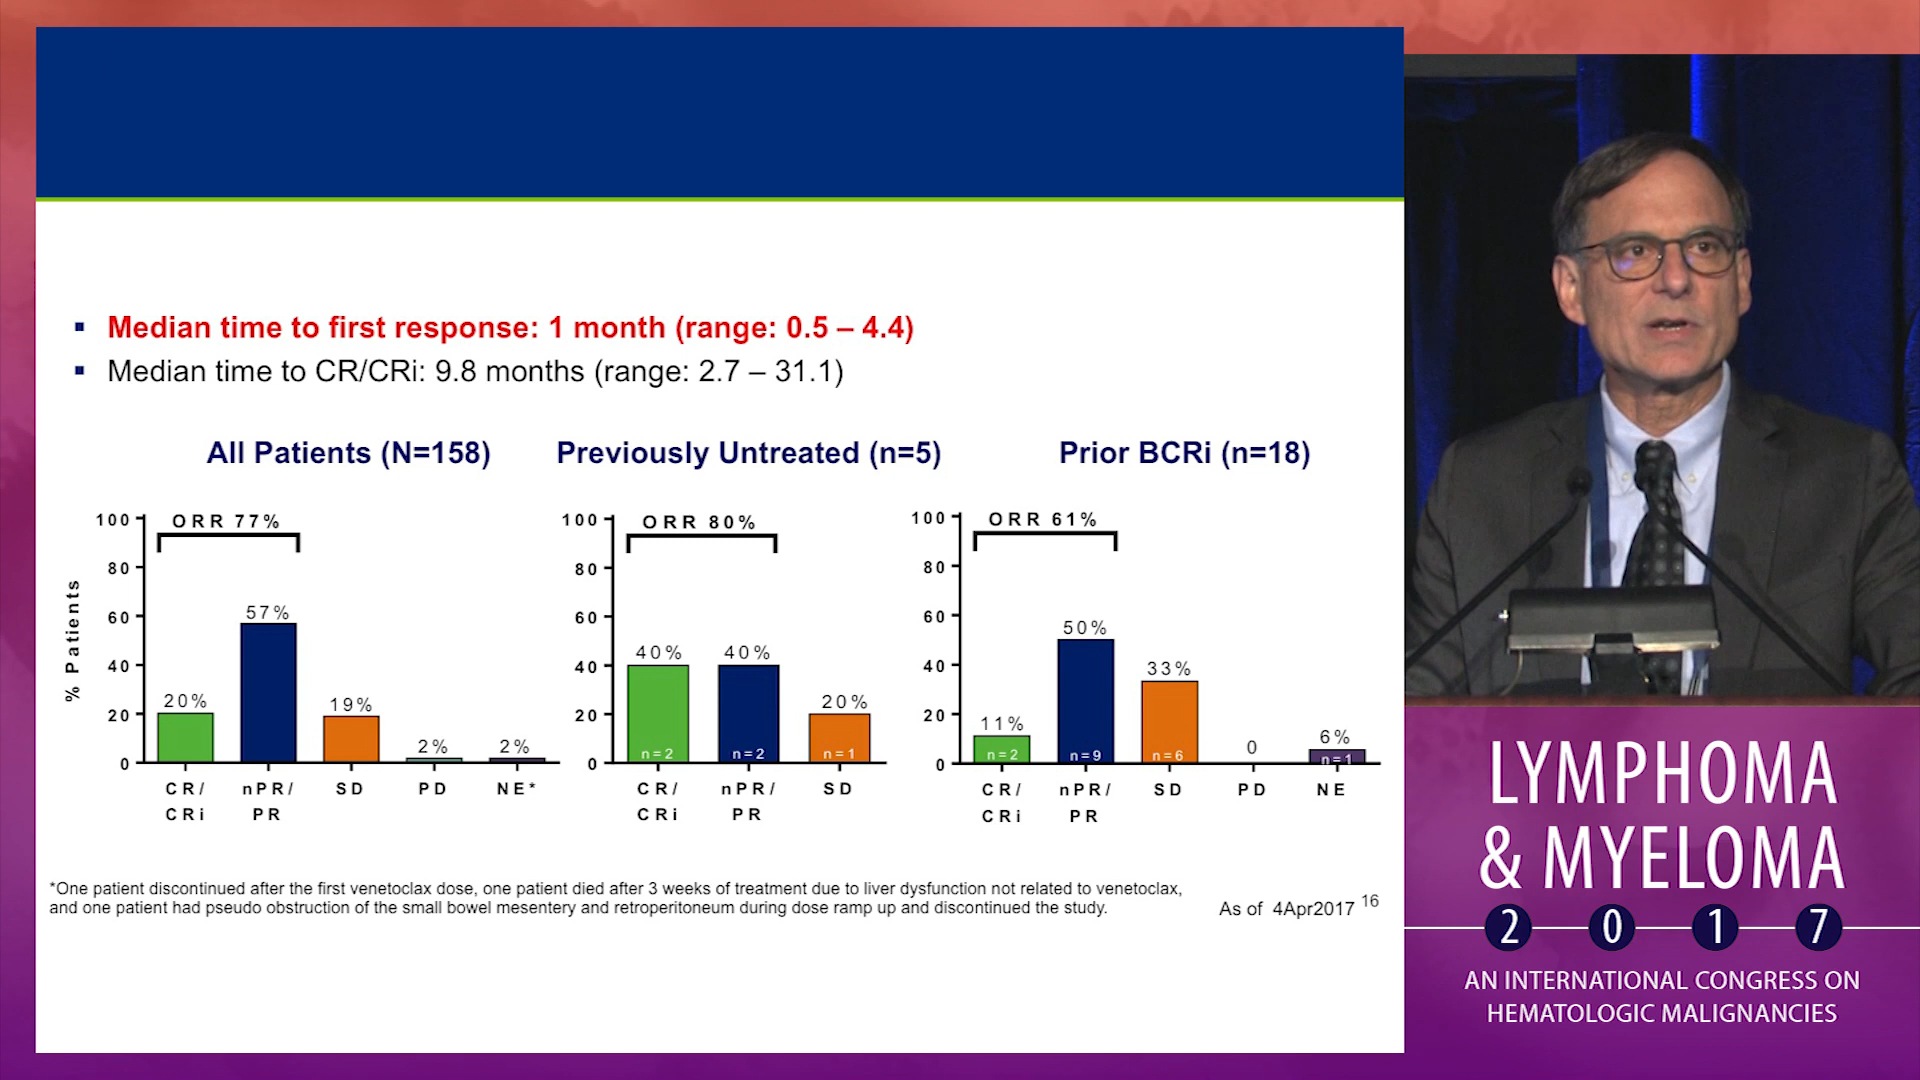 ▪ Median time to first response: 1 month (range: 0.5 – 4.4)
▪ Median time to CR/CRi: 9.8 months (range: 2.7 – 31.1)
All Patients (N=158)
% Patients
100
80
60
40
20
0
ORR 77%
20%
57%
19%
2%
2%
CR/
CRi
nPR/
PR
SD
PD
NE*
Previously Untreated (n=5)
100
80
60
40
20
0
ORR 80%
40%
40%
20%
n=2
n=2
n=1
CR/
CRi
nPR/
PR
SD
Prior BCRi (n=18)
100
80
60
40
20
0
ORR 61%
11%
50%
33%
0
6%
n=2
n=9
n=6
n=1
CR/
CRi
nPR/
PR
SD
PD
NE
*One patient discontinued after the first venetoclax dose, one patient died after 3 weeks of treatment due to liver dysfunction not related to venetoclax,
and one patient had pseudo obstruction of the small bowel mesentery and retroperitoneum during dose ramp up and discontinued the study.
As of 4Apr2017 16
LYMPHOMA
& MYELOMA
2017
AN INTERNATIONAL CONGRESS ON
HEMATOLOGIC MALIGNANCIES